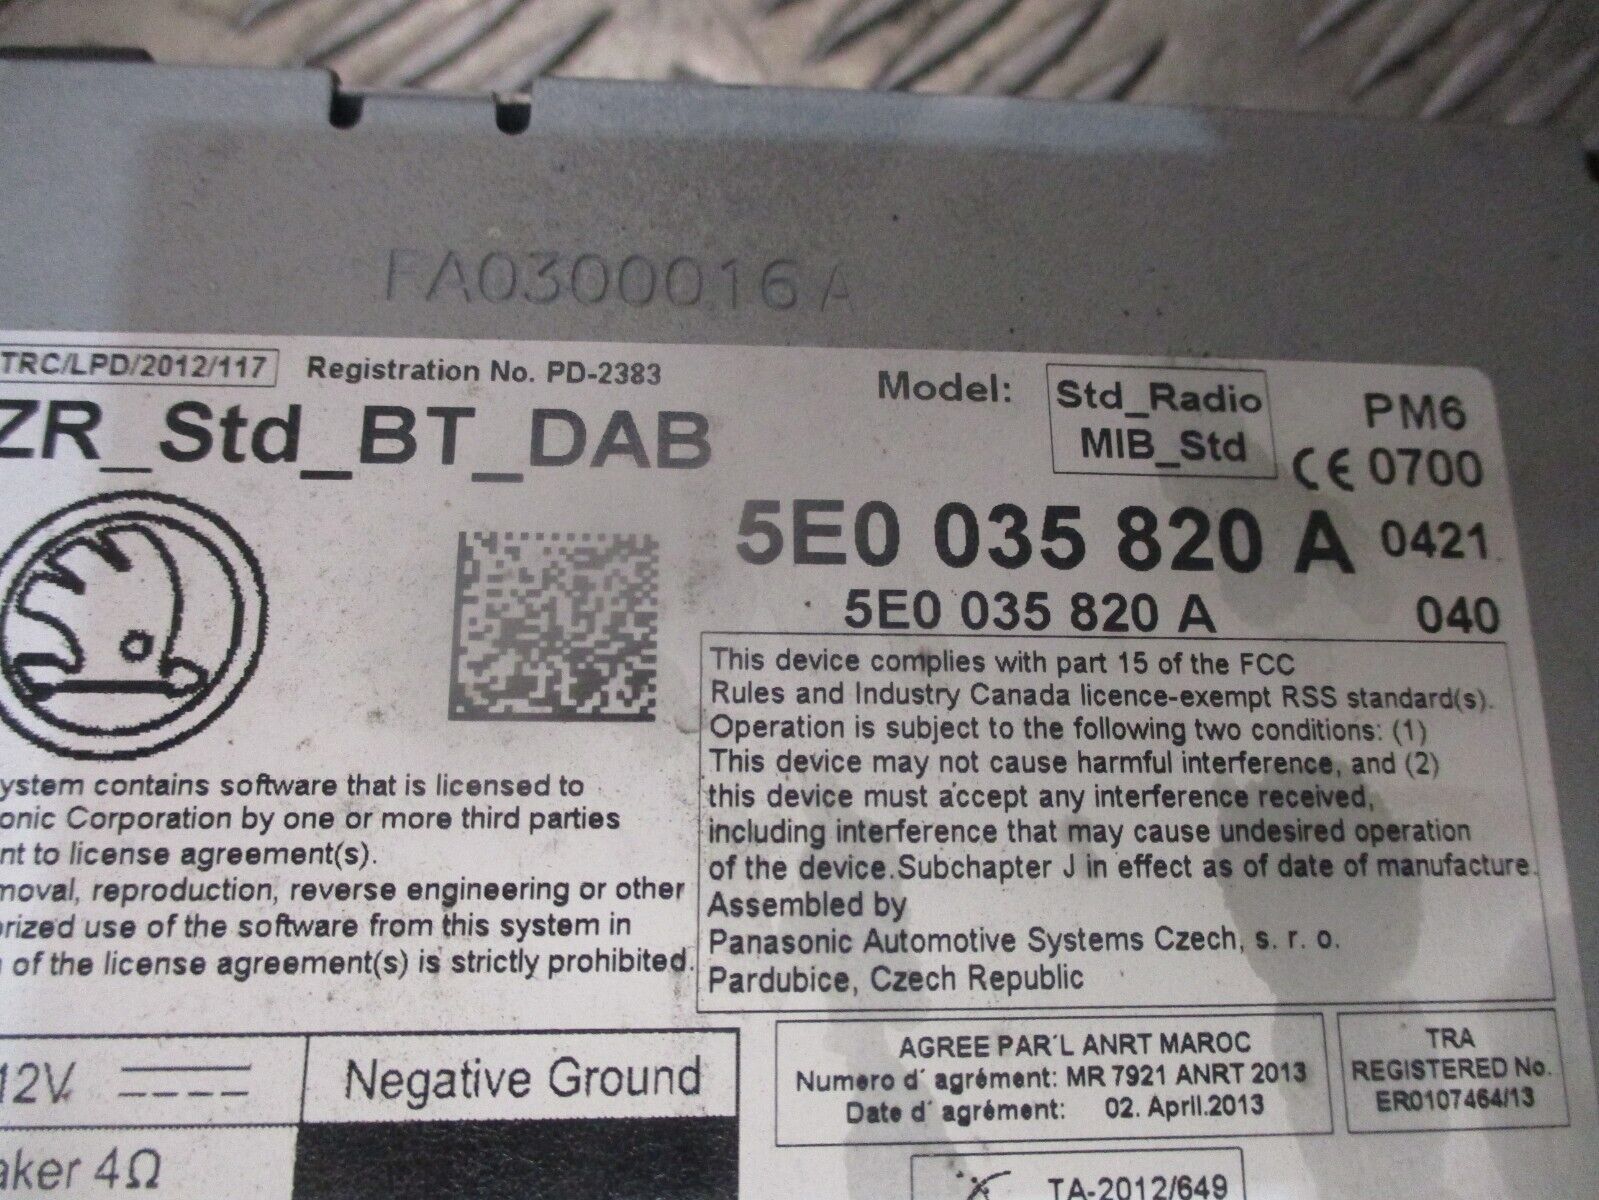 FA0300016A
TRC/LPD/2012/117
Registration No. PD-2383
ZR_Std_BT_DAB
Model:
Std_Radio
MIB_Std
PM6
CE 0700
5E0 035 820 A 0421
5E0 035 820 A 040
This device complies with part 15 of the FCC
Rules and Industry Canada licence-exempt RSS standard(s).
Operation is subject to the following two conditions: (1)
This device may not cause harmful interference, and (2)
this device must accept any interference received,
including interference that may cause undesired operation
of the device.Subchapter J in effect as of date of manufacture.
Assembled by
Panasonic Automotive Systems Czech, s. r. o.
Pardubice, Czech Republic
ystem contains software that is licensed to
onic Corporation by one or more third parties
nt to license agreement(s).
moval, reproduction, reverse engineering or other
rized use of the software from this system in
of the license agreement(s) is strictly prohibited.
12V
Negative Ground
aker 4Ω
AGREE PAR´L ANRT MAROC
Numero d´ agrément: MR 7921 ANRT 2013
Date d´ agrément: 02. April.2013
TRA
REGISTERED No.
ER0107464/13
TA-2012/649